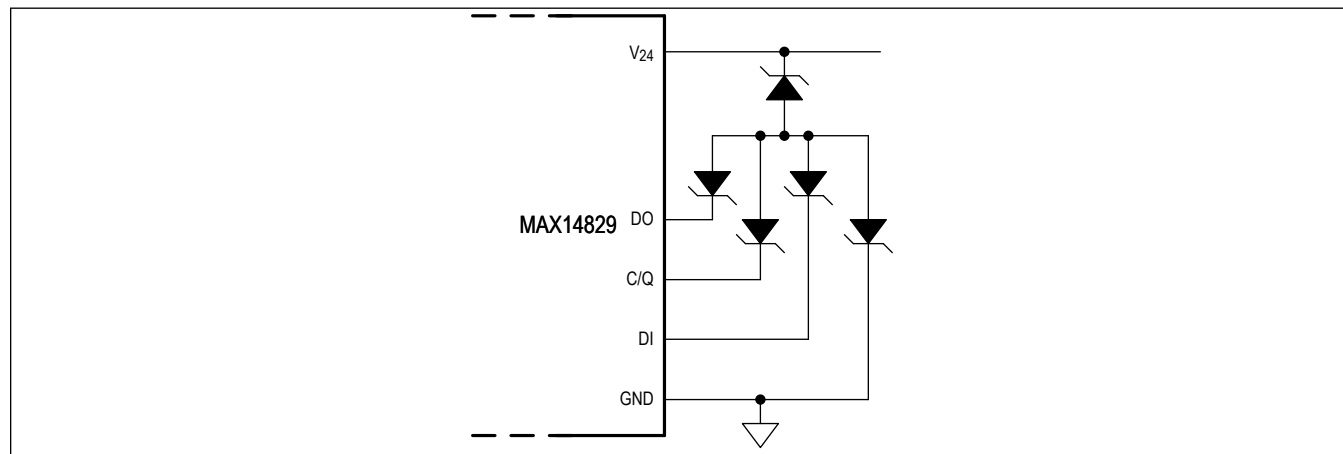 V24
MAX14829 DO
C/Q
DI
GND